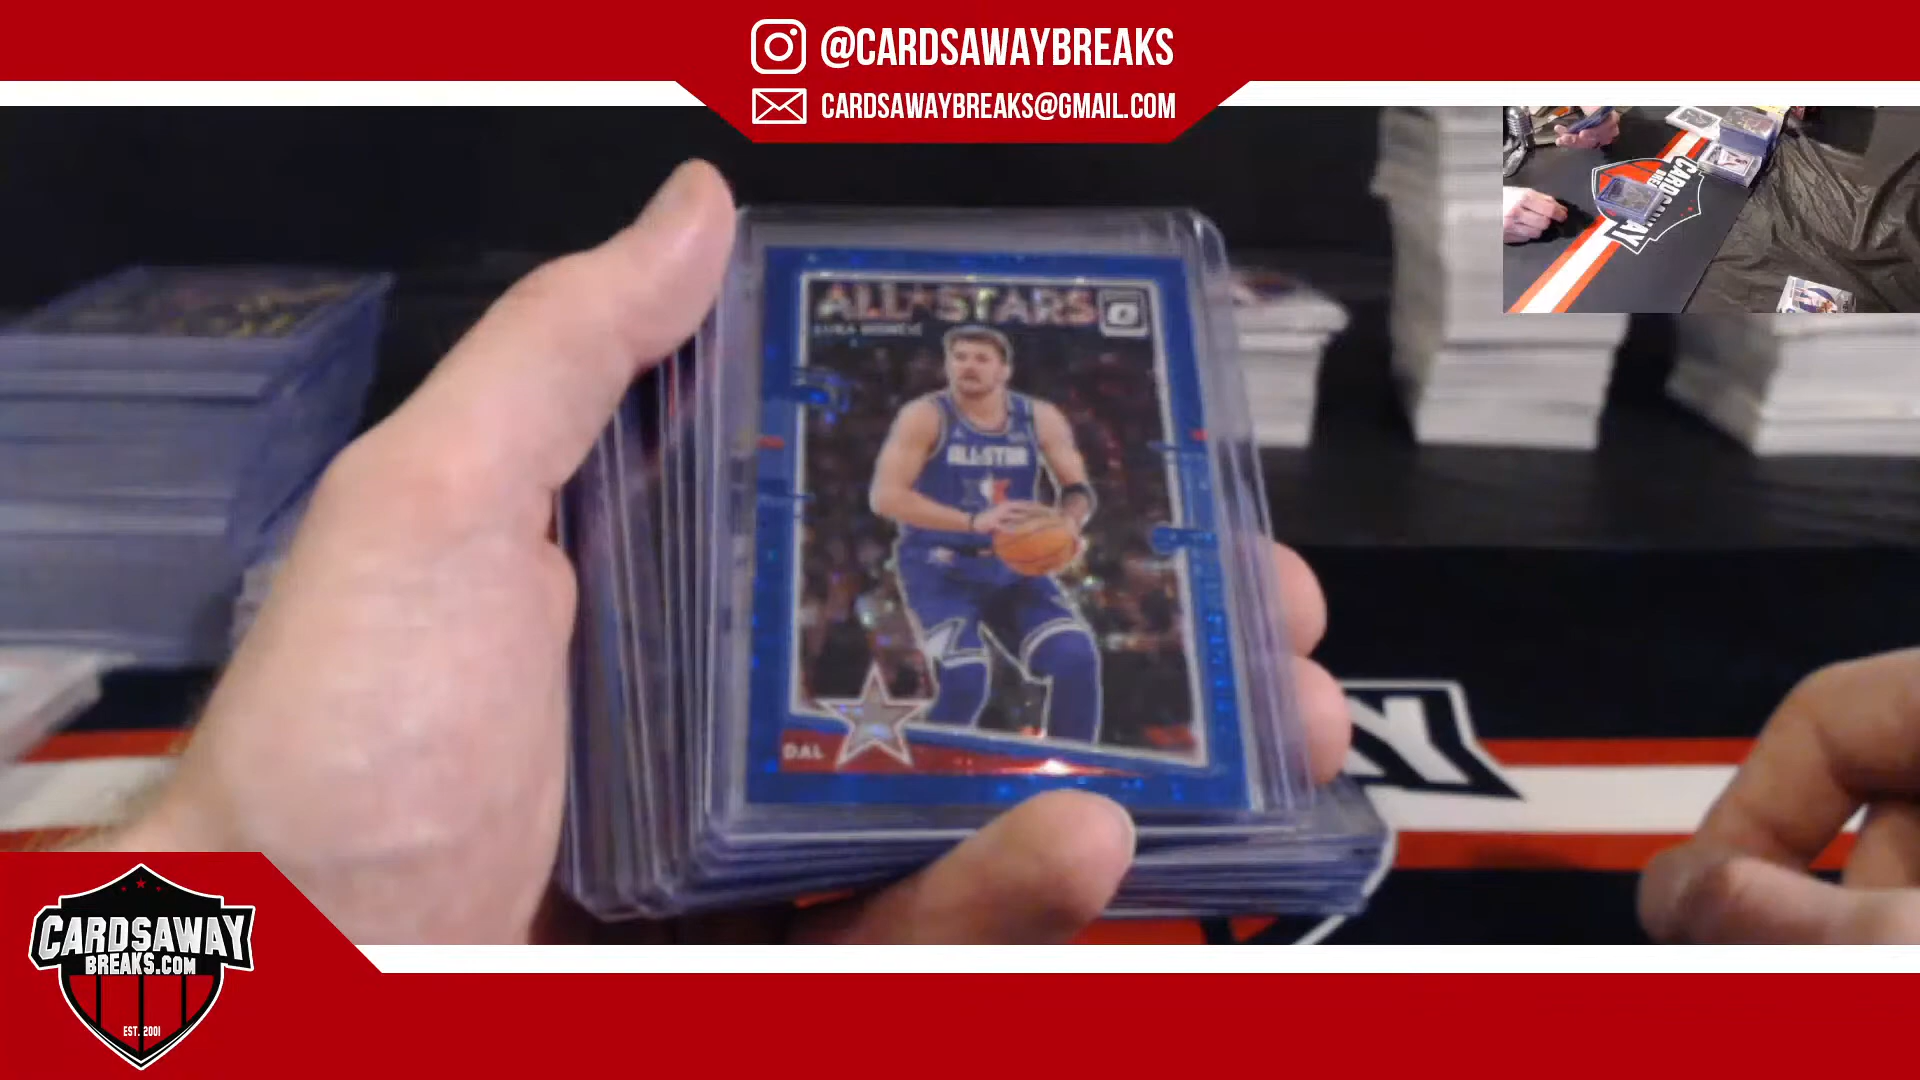 @CARDSAWAYBREAKS
CARDSAWAYBREAKS@GMAIL.COM
ALL★STARS
ALL-STAR
DAL
CARDSAWAY
BREAKS.COM
EST. 2001